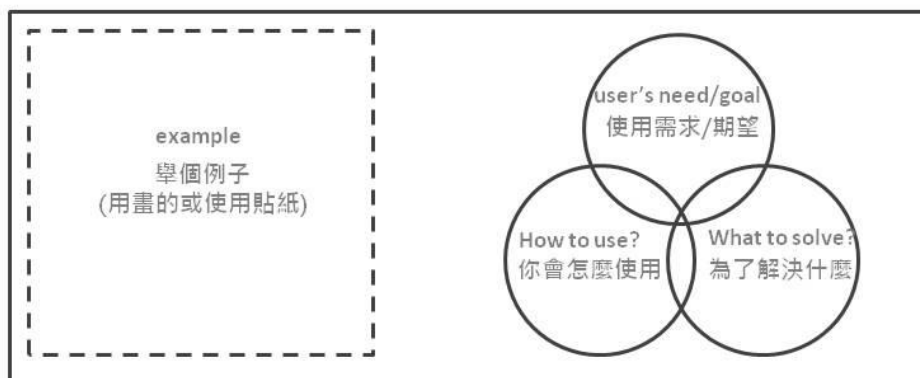 example
舉個例子
(用畫的或使用貼紙)
user's need/goal
使用需求/期望
How to use?
你會怎麼使用
What to solve?
為了解決什麼